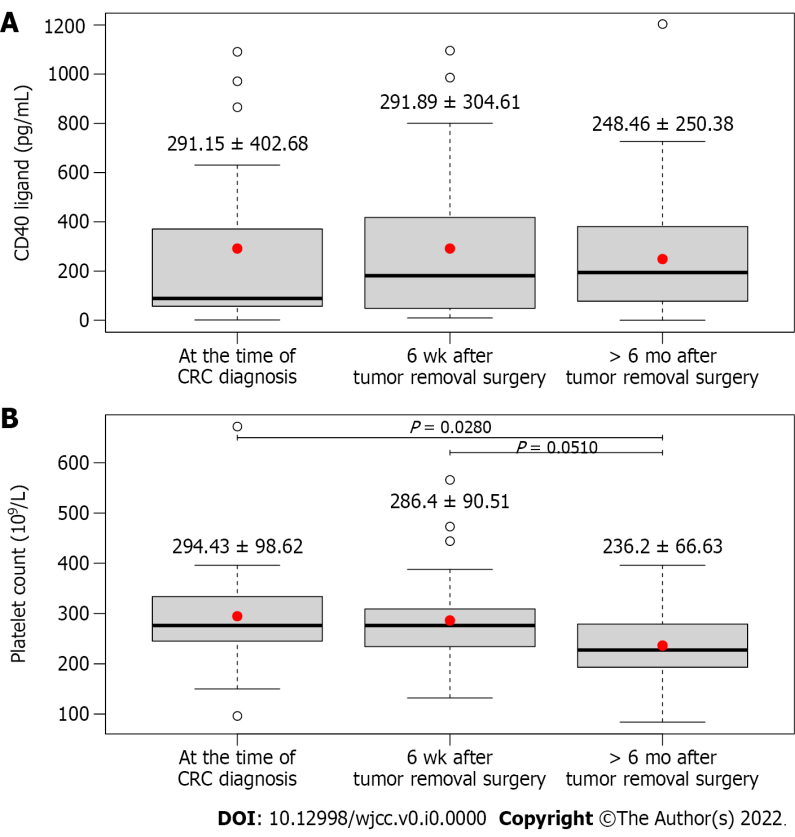 A
CD40 ligand (pg/mL)
1200
1000
800
600
400
200
0
291.15 ± 402.68
291.89 ± 304.61
248.46 ± 250.38
At the time of
CRC diagnosis
6 wk after
tumor removal surgery
> 6 mo after
tumor removal surgery
B
Platelet count (10⁹/L)
600
500
400
300
200
100
P = 0.0280
P = 0.0510
294.43 ± 98.62
286.4 ± 90.51
236.2 ± 66.63
At the time of
CRC diagnosis
6 wk after
tumor removal surgery
> 6 mo after
tumor removal surgery
DOI: 10.12998/wjcc.v0.i0.0000 Copyright ©The Author(s) 2022.